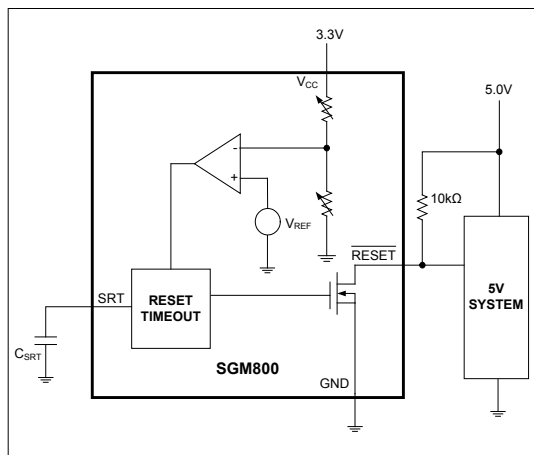 3.3V
VCC
5.0V
-
+
10kΩ
VREF
RESET
SRT
RESET
TIMEOUT
5V
SYSTEM
CSRT
SGM800
GND